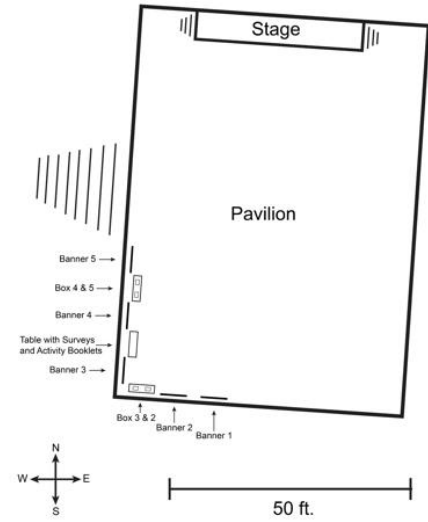 Stage
Pavilion
Banner 5
Box 4 & 5
Banner 4
Table with Surveys
and Activity Booklets
Banner 3
Box 3 & 2
Banner 2
Banner 1
N
W
E
S
50 ft.